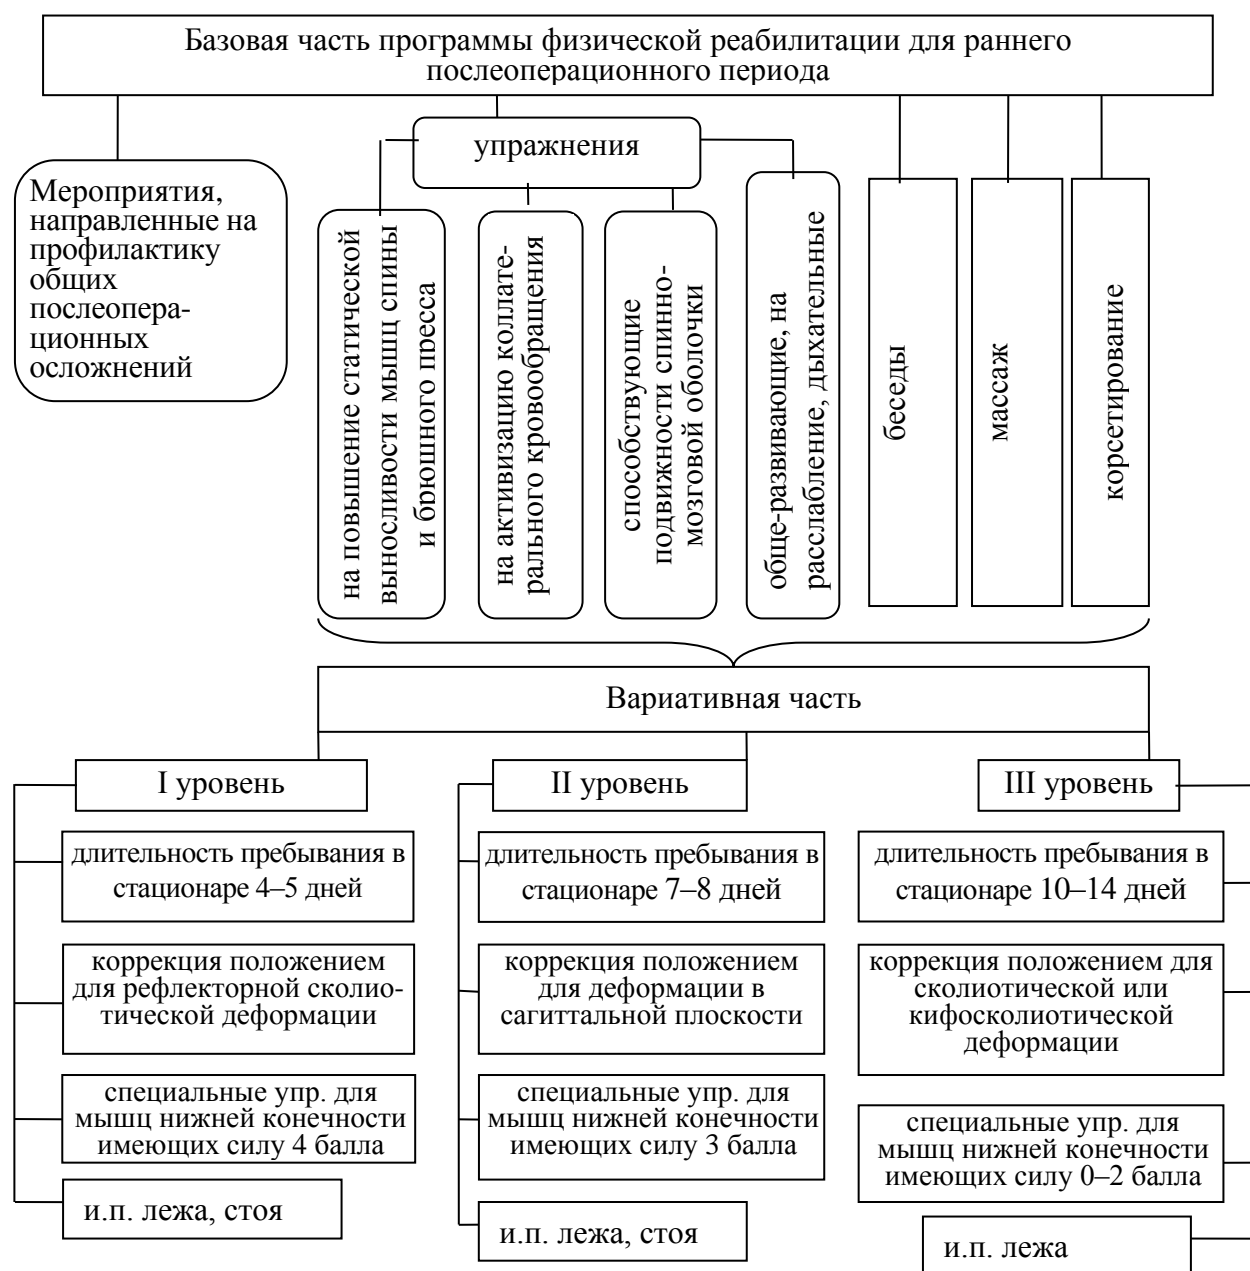 Базовая часть программы физической реабилитации для раннего
послеоперационного периода
упражнения
Мероприятия,
направленные на
профилактику
общих
послеопера-
ционных
осложнений
на повышение статической
выносливости мышц спины
и брюшного пресса
на активизацию коллате-
рального кровообращения
способствующие
подвижности спинно-
мозговой оболочки
обще-развивающие, на
расслабление, дыхательные
беседы
массаж
корсетирование
Вариативная часть
I уровень
длительность пребывания в
стационаре 4–5 дней
коррекция положением
для рефлекторной сколио-
тической деформации
специальные упр. для
мышц нижней конечности
имеющих силу 4 балла
и.п. лежа, стоя
II уровень
длительность пребывания в
стационаре 7–8 дней
коррекция положением
для деформации в
сагиттальной плоскости
специальные упр. для
мышц нижней конечности
имеющих силу 3 балла
и.п. лежа, стоя
III уровень
длительность пребывания в
стационаре 10–14 дней
коррекция положением для
сколиотической или
кифосколиотической
деформации
специальные упр. для
мышц нижней конечности
имеющих силу 0–2 балла
и.п. лежа